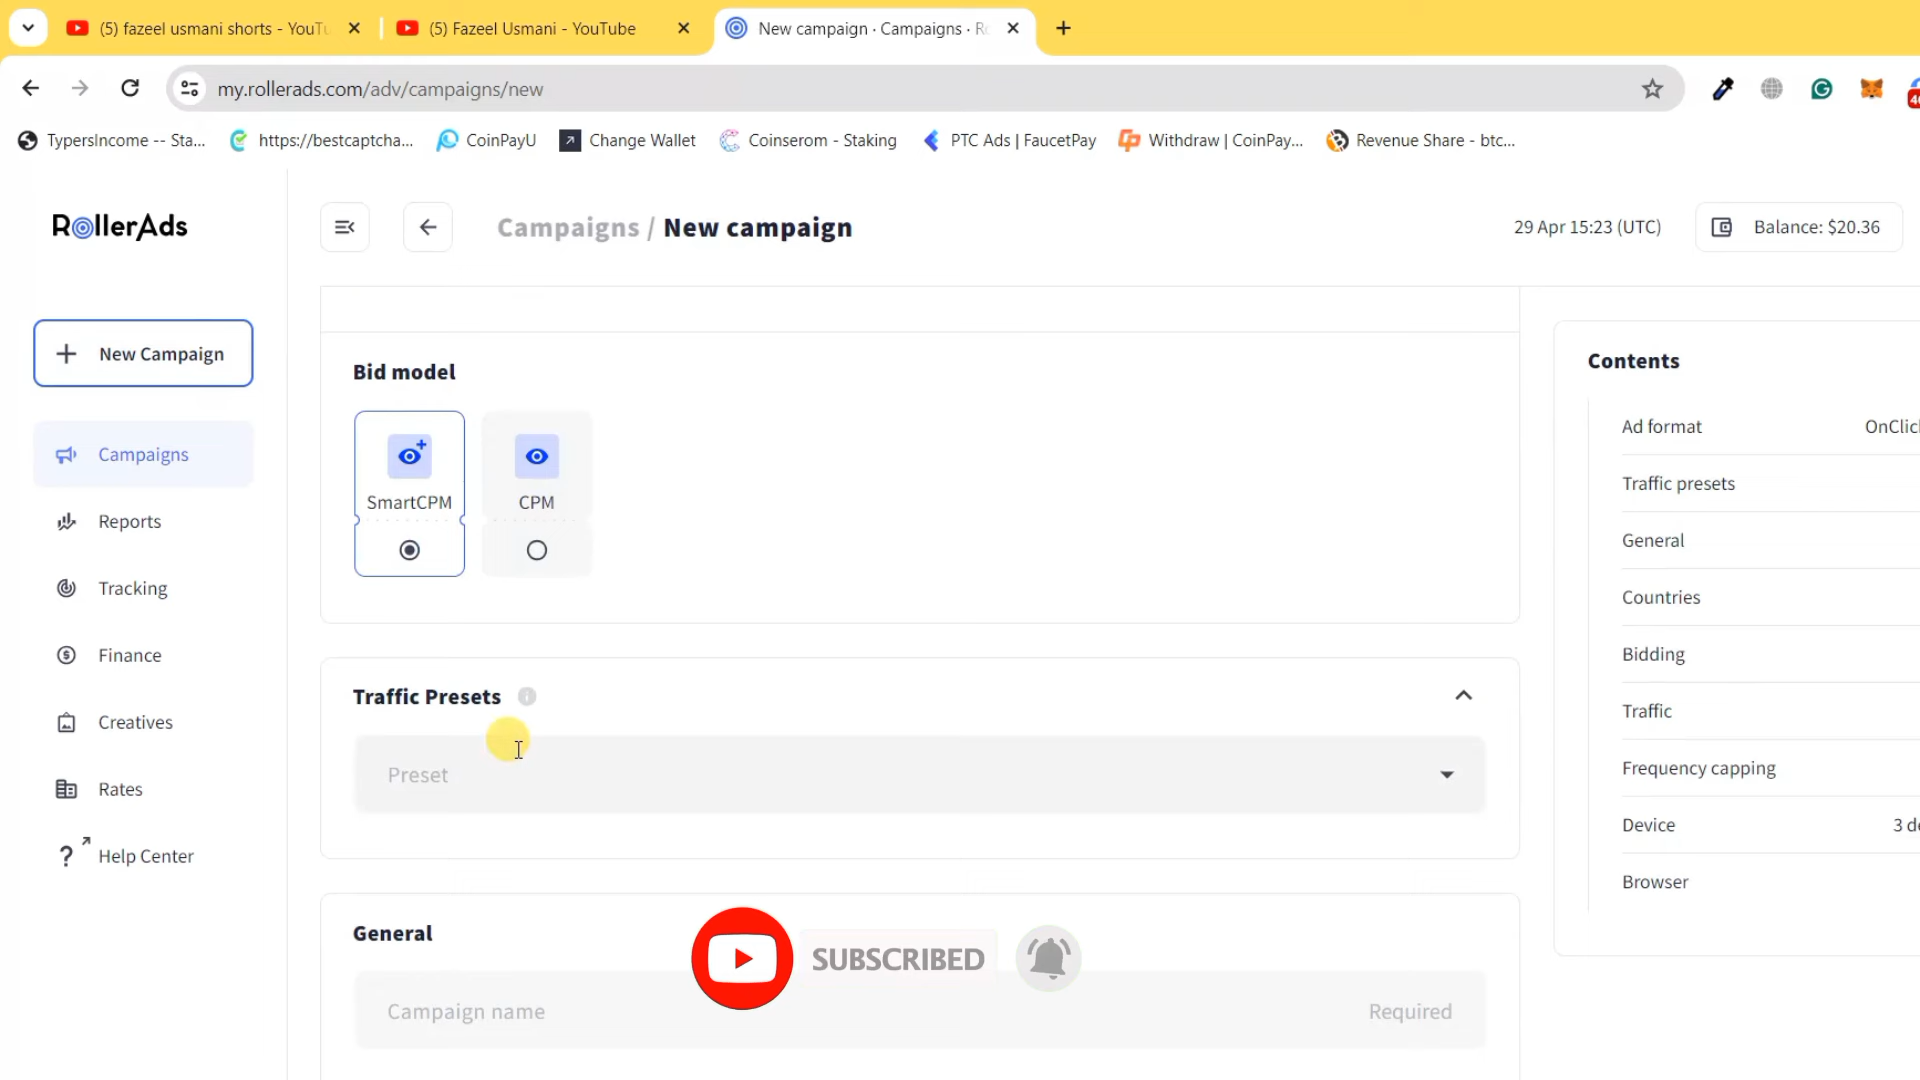 (5) fazeel usmani shorts - YouTu
(5) Fazeel Usmani - YouTube
New campaign · Campaigns · Ro
my.rollerads.com/adv/campaigns/new
TypersIncome -- Sta...
https://bestcaptcha...
CoinPayU
Change Wallet
Coinserom - Staking
PTC Ads | FaucetPay
Withdraw | CoinPay...
Revenue Share - btc...
RollerAds
Campaigns / New campaign
29 Apr 15:23 (UTC)
Balance: $20.36
New Campaign
Campaigns
Reports
Tracking
Finance
Creatives
Rates
Help Center
Bid model
SmartCPM
CPM
Traffic Presets
Preset
General
Campaign name
Required
SUBSCRIBED
Contents
Ad format
OnClic
Traffic presets
General
Countries
Bidding
Traffic
Frequency capping
Device
3 de
Browser